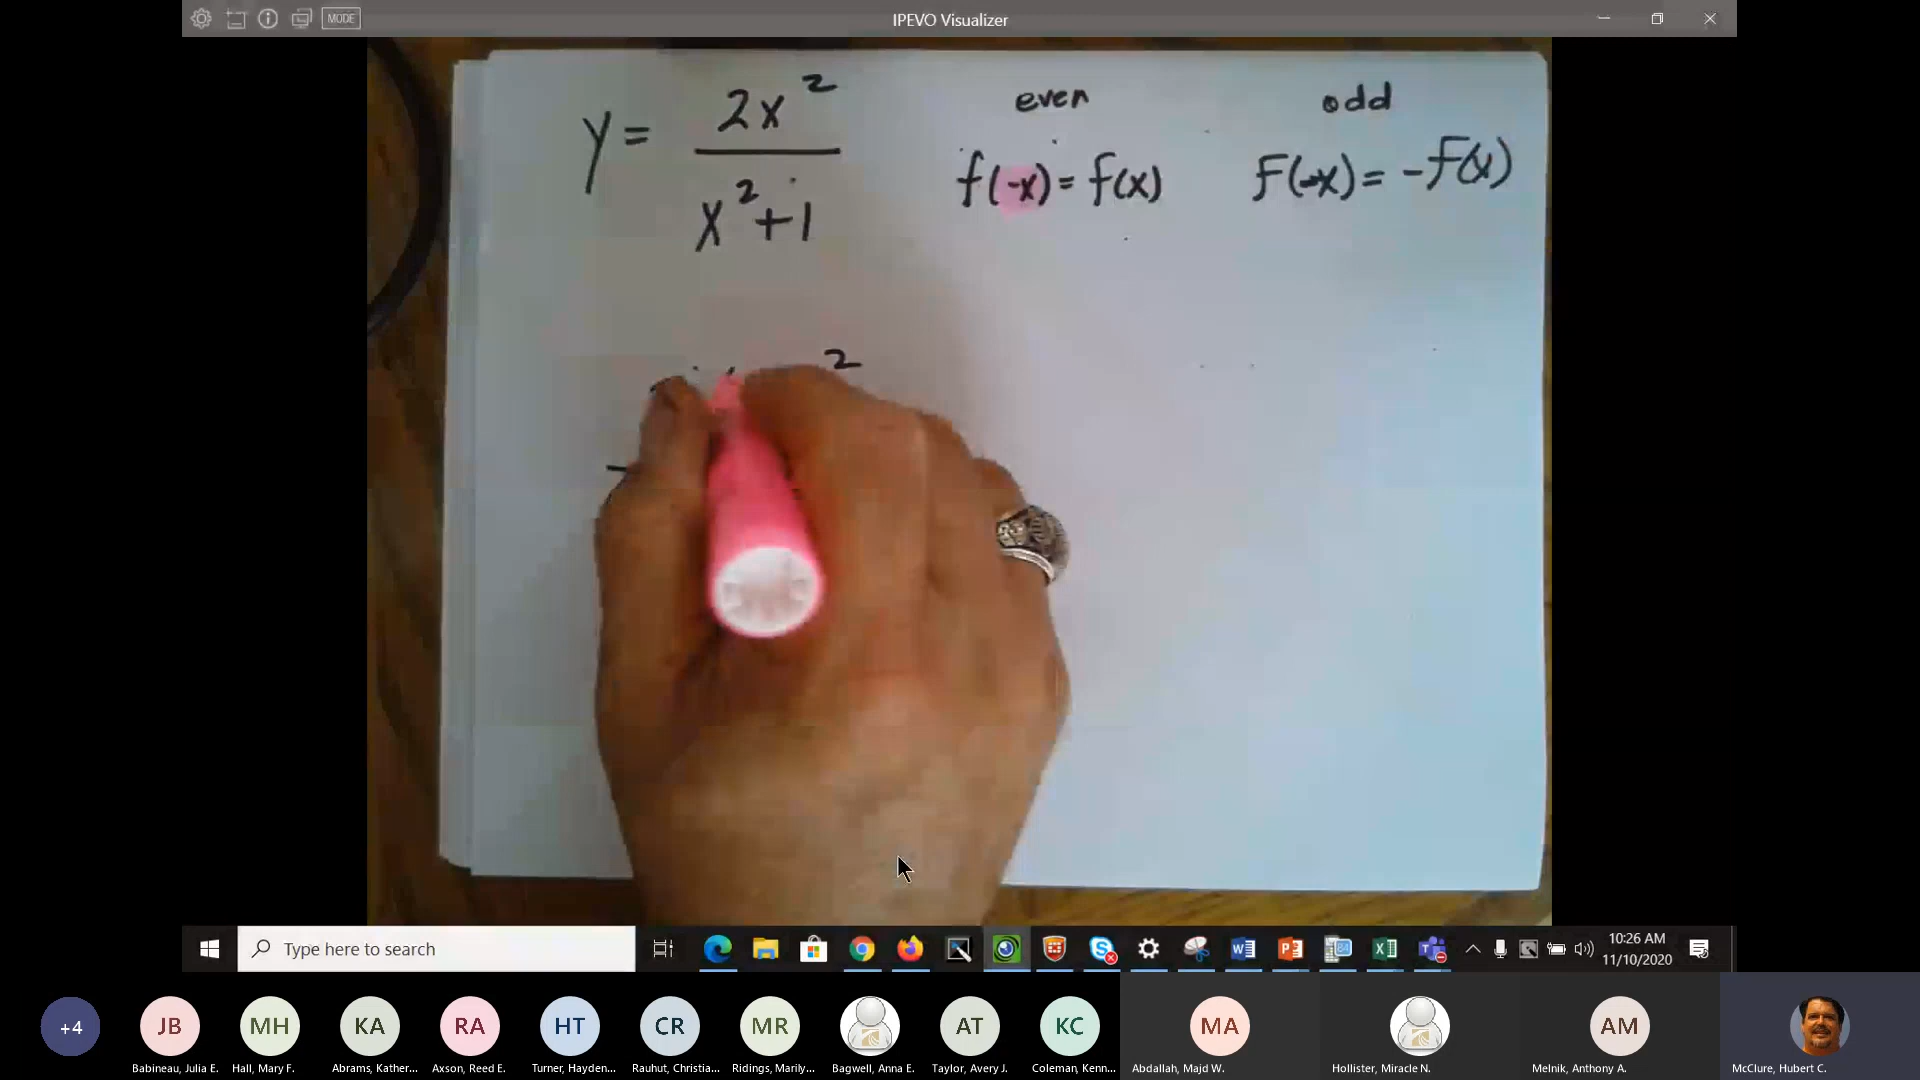 MODE
IPEVO Visualizer
y = 2x² / x² + 1
even
odd
f(-x) = f(x)
F(-x) = -f(x)
2
Type here to search
10:26 AM
11/10/2020
+4
JB
MH
KA
RA
HT
CR
MR
AT
KC
MA
AM
Babineau, Julia E.
Hall, Mary F.
Abrams, Kather...
Axson, Reed E.
Turner, Hayden...
Rauhut, Christia...
Ridings, Marily...
Bagwell, Anna E.
Taylor, Avery J.
Coleman, Kenn...
Abdallah, Majd W.
Hollister, Miracle N.
Melnik, Anthony A.
McClure, Hubert C.